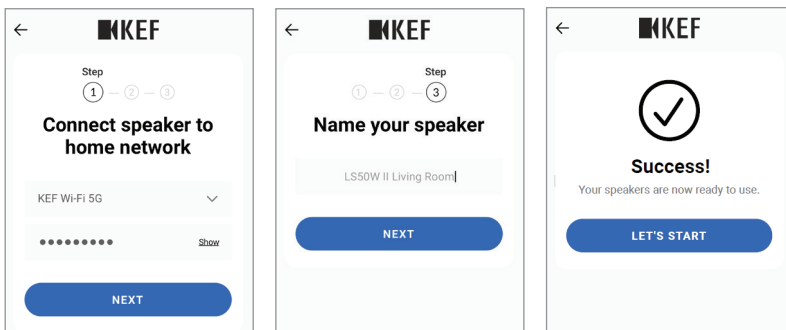 ← KEF
Step
1 – 2 – 3
Connect speaker to
home network
KEF Wi-Fi 5G
●●●●●●●●● Show
NEXT
← KEF
Step
1 – 2 – 3
Name your speaker
LS50W II Living Room
NEXT
← KEF
Success!
Your speakers are now ready to use.
LET'S START